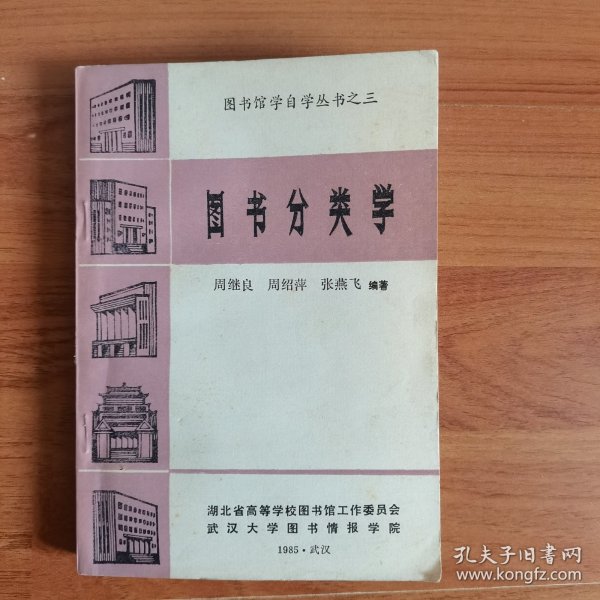 图书馆学自学丛书之三
图书分类学
周继良 周绍萍 张燕飞 编著
湖北省高等学校图书馆工作委员会
武汉大学图书情报学院
1985·武汉
孔夫子旧书网
www.kongfz.com